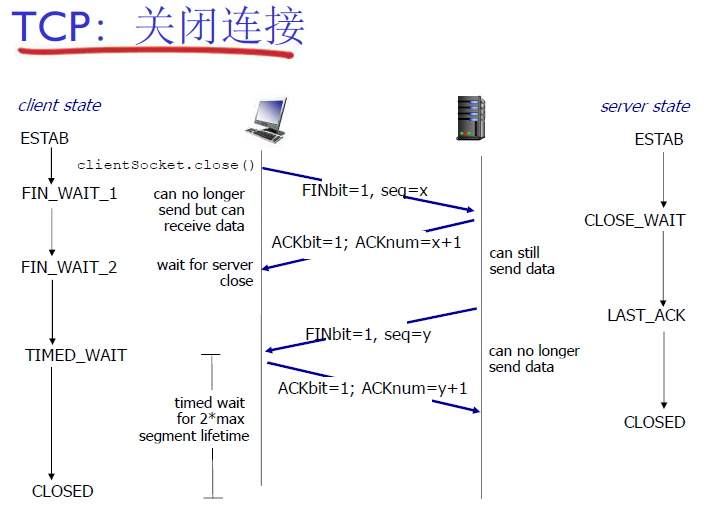 TCP: 关闭连接
client state
server state
ESTAB
ESTAB
clientSocket.close()
FIN_WAIT_1
can no longer
send but can
receive data
FINbit=1, seq=x
CLOSE_WAIT
ACKbit=1; ACKnum=x+1
can still
send data
FIN_WAIT_2
wait for server
close
LAST_ACK
FINbit=1, seq=y
can no longer
send data
TIMED_WAIT
ACKbit=1; ACKnum=y+1
timed wait
for 2*max
segment lifetime
CLOSED
CLOSED